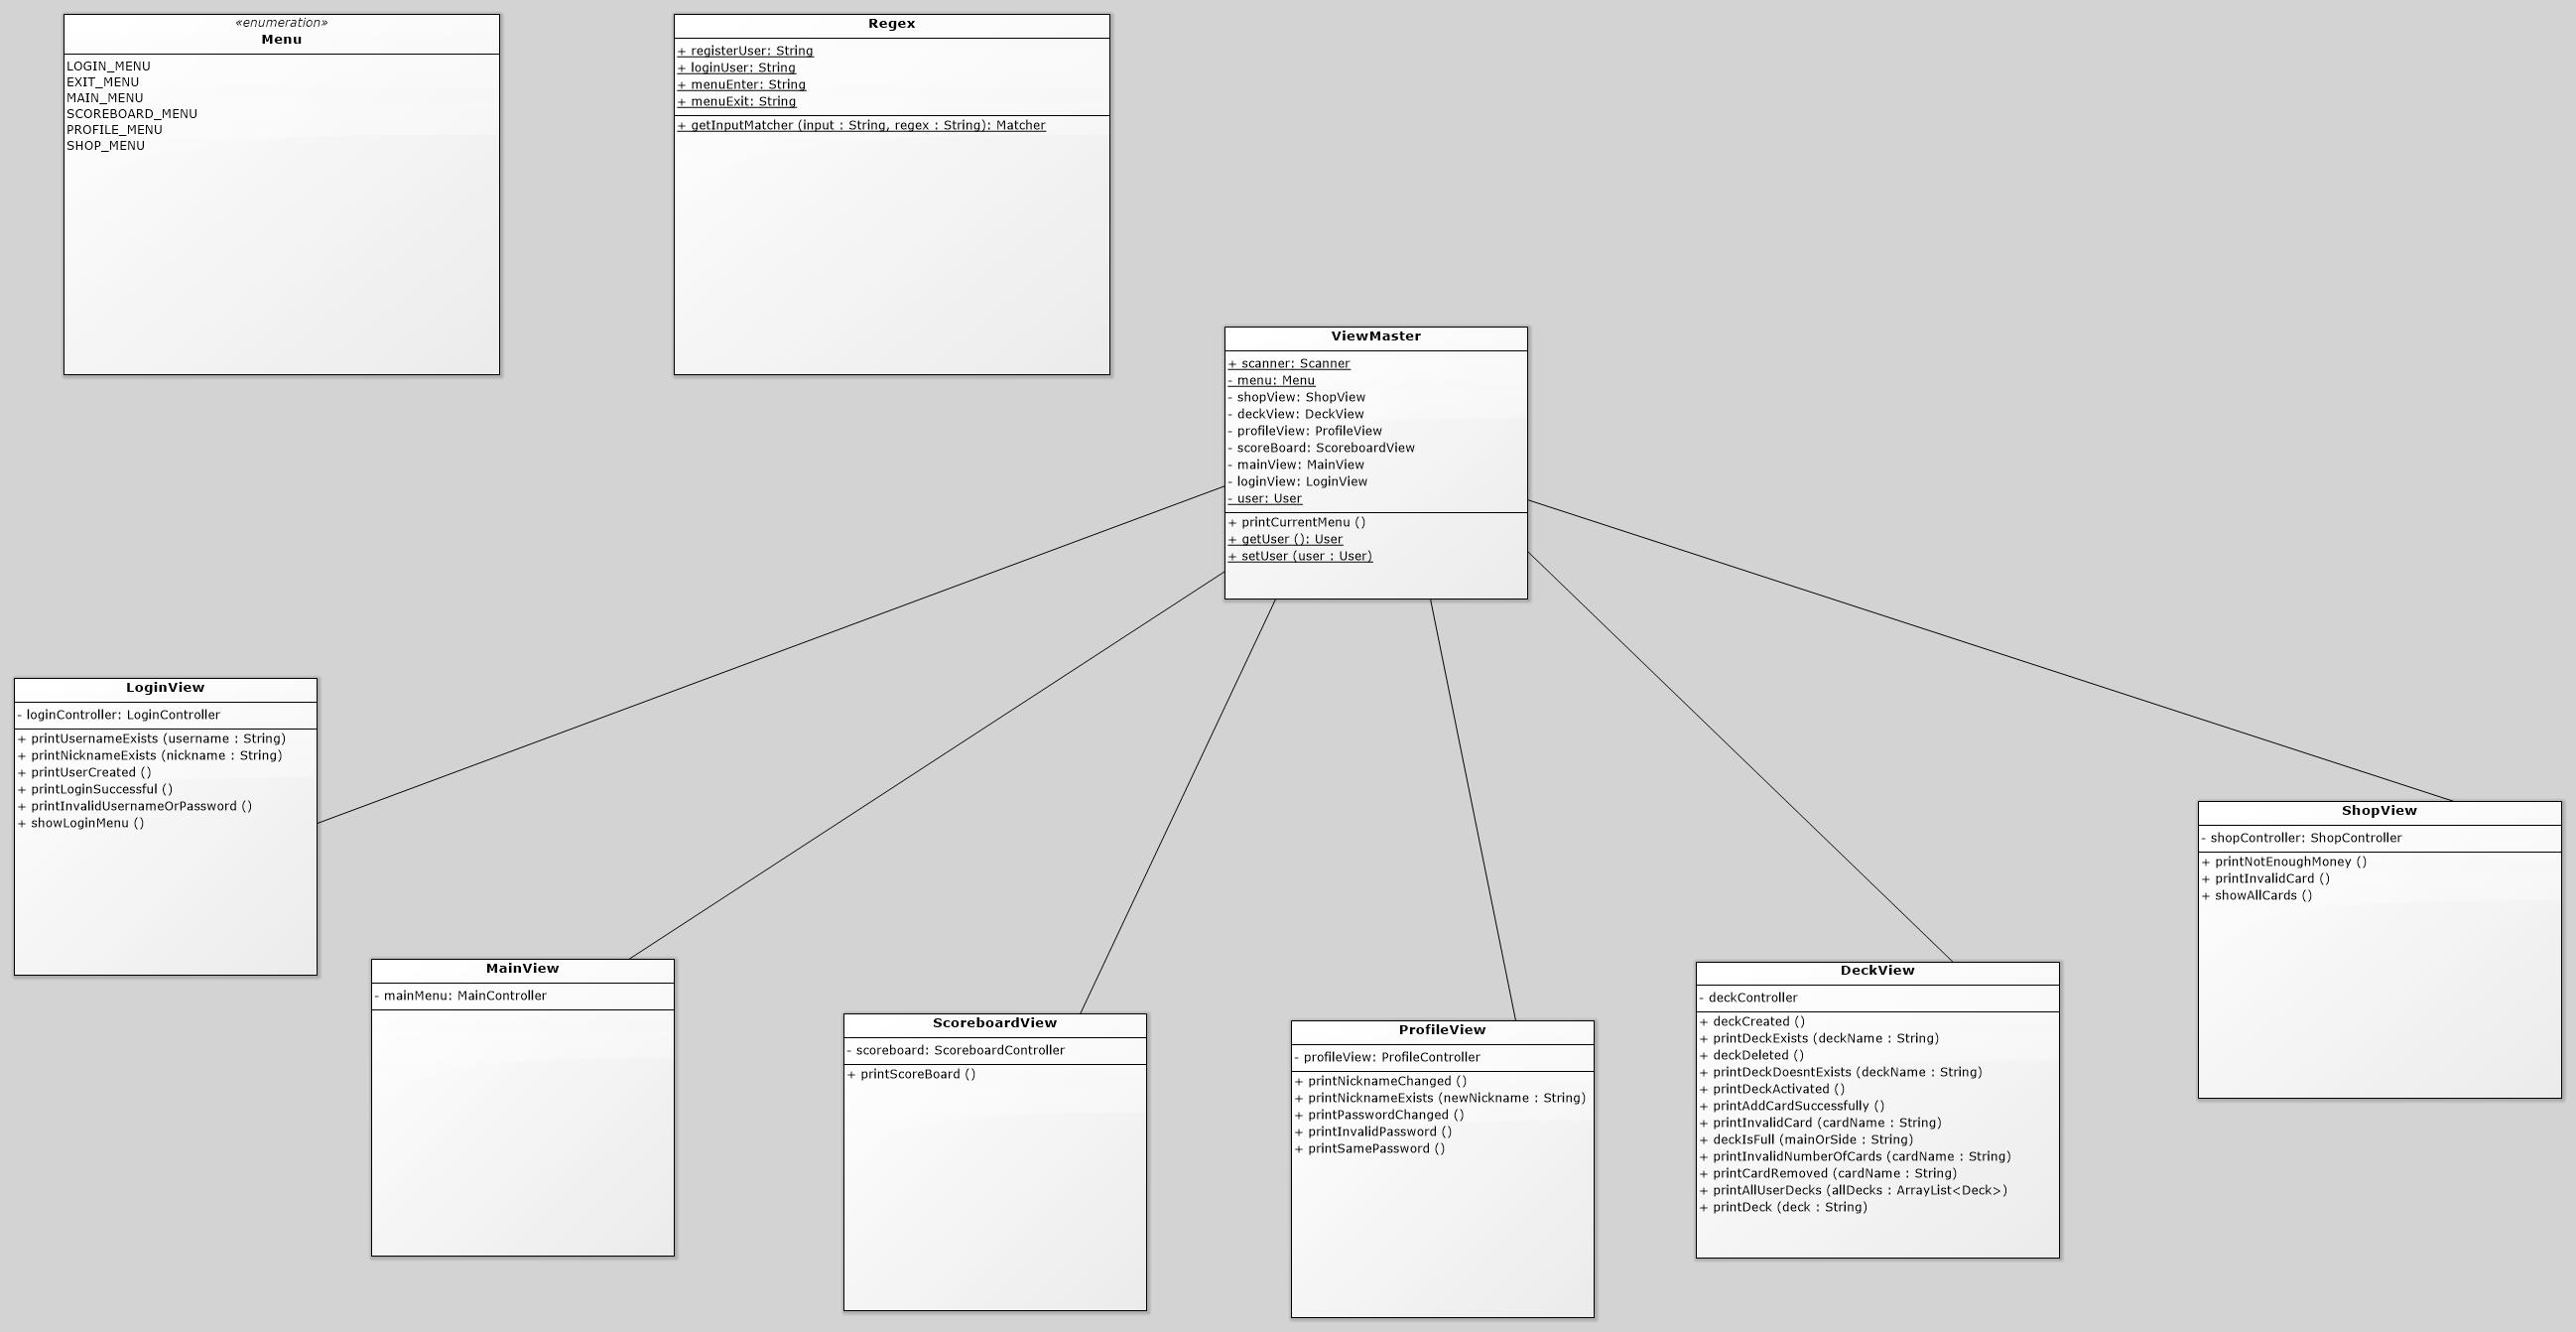 «enumeration»
Menu
LOGIN_MENU
EXIT_MENU
MAIN_MENU
SCOREBOARD_MENU
PROFILE_MENU
SHOP_MENU
Regex
+ registerUser: String
+ loginUser: String
+ menuEnter: String
+ menuExit: String
+ getInputMatcher (input : String, regex : String): Matcher
ViewMaster
+ scanner: Scanner
- menu: Menu
- shopView: ShopView
- deckView: DeckView
- profileView: ProfileView
- scoreBoard: ScoreboardView
- mainView: MainView
- loginView: LoginView
- user: User
+ printCurrentMenu ()
+ getUser (): User
+ setUser (user : User)
LoginView
- loginController: LoginController
+ printUsernameExists (username : String)
+ printNicknameExists (nickname : String)
+ printUserCreated ()
+ printLoginSuccessful ()
+ printInvalidUsernameOrPassword ()
+ showLoginMenu ()
MainView
- mainMenu: MainController
ScoreboardView
- scoreboard: ScoreboardController
+ printScoreBoard ()
ProfileView
- profileView: ProfileController
+ printNicknameChanged ()
+ printNicknameExists (newNickname : String)
+ printPasswordChanged ()
+ printInvalidPassword ()
+ printSamePassword ()
DeckView
- deckController
+ deckCreated ()
+ printDeckExists (deckName : String)
+ deckDeleted ()
+ printDeckDoesntExists (deckName : String)
+ printDeckActivated ()
+ printAddCardSuccessfully ()
+ printInvalidCard (cardName : String)
+ deckIsFull (mainOrSide : String)
+ printInvalidNumberOfCards (cardName : String)
+ printCardRemoved (cardName : String)
+ printAllUserDecks (allDecks : ArrayList<Deck>)
+ printDeck (deck : String)
ShopView
- shopController: ShopController
+ printNotEnoughMoney ()
+ printInvalidCard ()
+ showAllCards ()